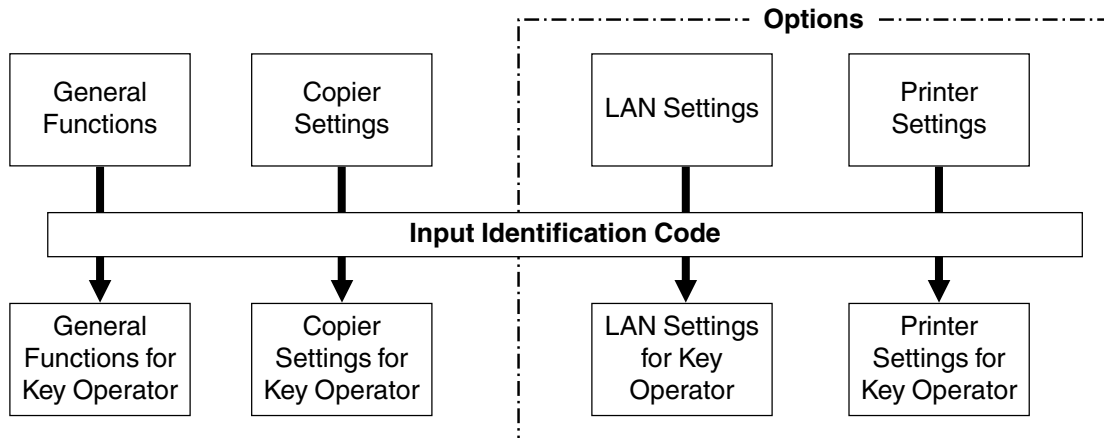 Options
General
Functions
Copier
Settings
LAN Settings
Printer
Settings
Input Identification Code
General
Functions for
Key Operator
Copier
Settings for
Key Operator
LAN Settings
for Key
Operator
Printer
Settings for
Key Operator